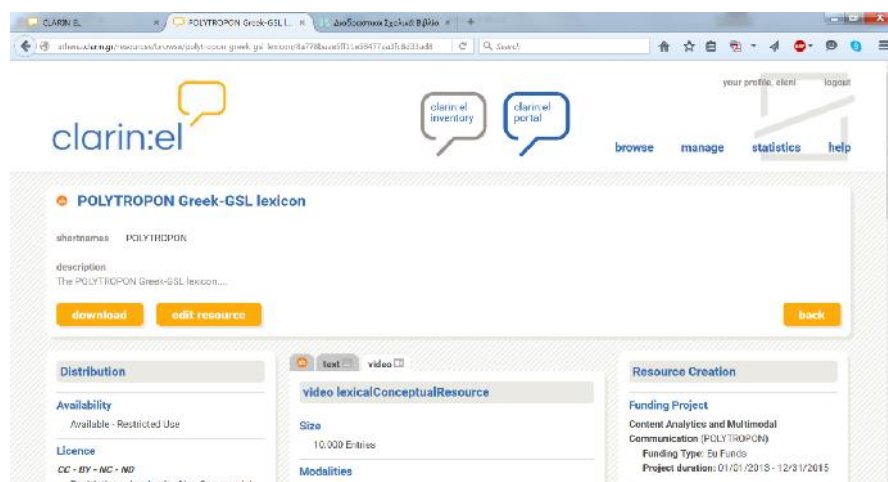 CLARIN EL
POLYTROPON Greek-GSL L...
Διαδραστικά Σχολικά Βιβλία
Search
your profile, eleni
logout
clarin:el
clarin:el
inventory
clarin:el
portal
browse
manage
statistics
help
POLYTROPON Greek-GSL lexicon
shortnames POLYTROPON
description
The POLYTROPON Greek-GSL lexicon....
download
edit resource
back
Distribution
Availability
Available - Restricted Use
Licence
CC - BY - NC - ND
text
video
video lexicalConceptualResource
Size
10.000 Entries
Modalities
Resource Creation
Funding Project
Content Analytics and Multimodal
Communication (POLYTROPON)
Funding Type: Eu Funds
Project duration: 01/01/2013 - 12/31/2015